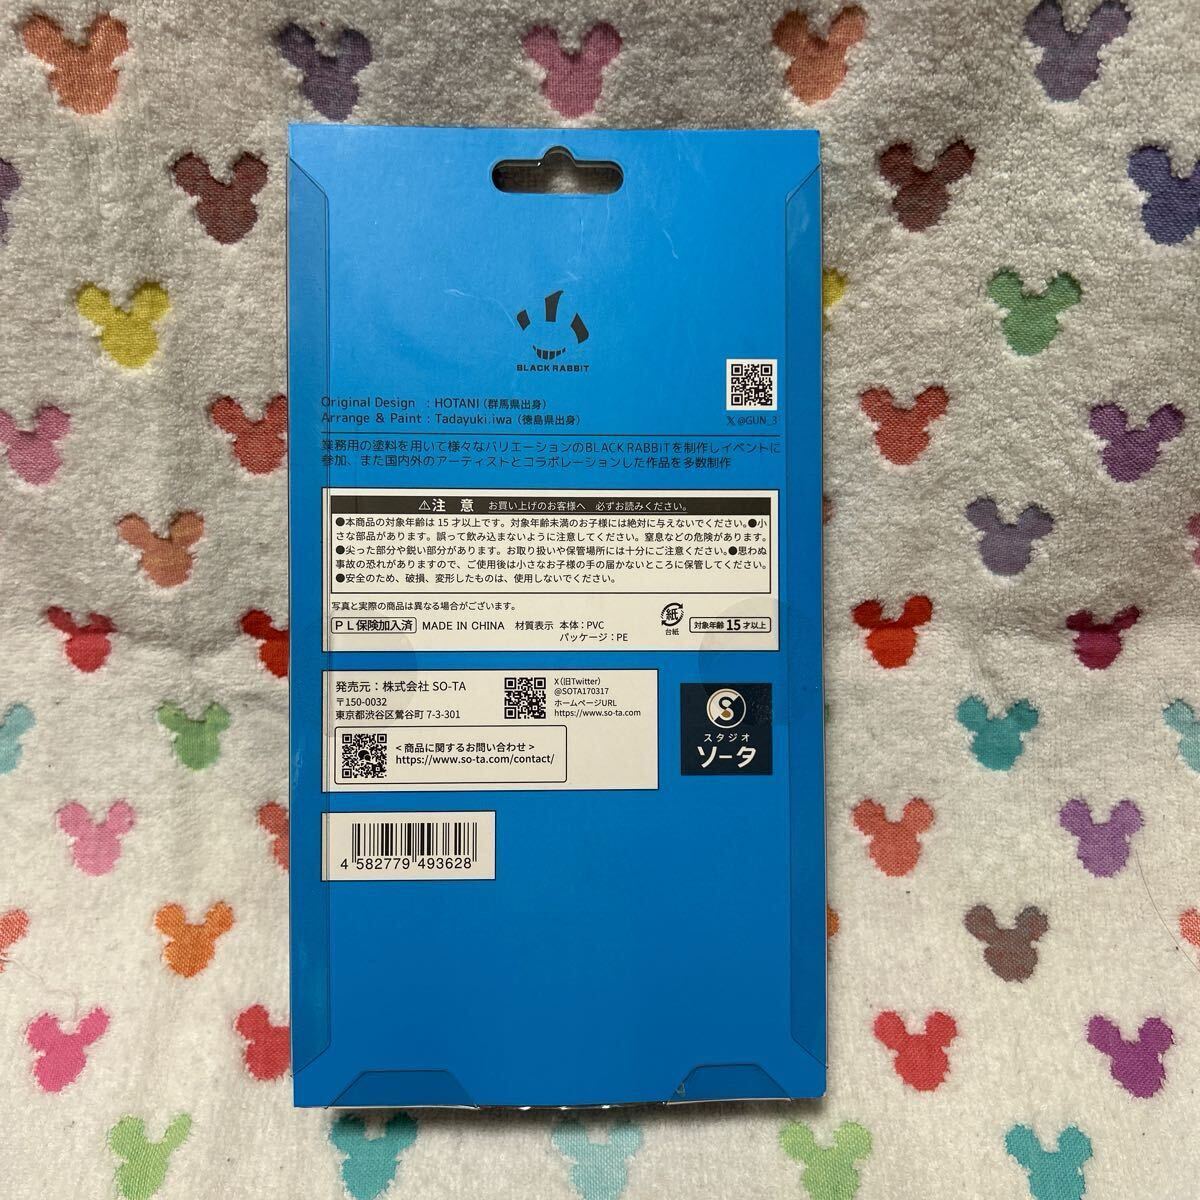 BLACK RABBIT
Original Design : HOTANI (群馬県出身)
Arrange & Paint : Tadayuki.iwa (徳島県出身)
X @GUN_3
業務用の塗料を用いて様々なバリエーションのBLACK RABBITを制作しイベントに
参加、また国内外のアーティストとコラボレーションした作品を多数制作
⚠注 意 お買い上げのお客様へ 必ずお読みください。
●本商品の対象年齢は15才以上です。対象年齢未満のお子様には絶対に与えないでください。●小
さな部品があります。誤って飲み込まないように注意してください。窒息などの危険があります。
●尖った部分や鋭い部分があります。お取り扱いや保管場所には十分にご注意ください。●思わぬ
事故の恐れがありますので、ご使用後は小さなお子様の手の届かないところに保管してください。
●安全のため、破損、変形したものは、使用しないでください。
写真と実際の商品は異なる場合がございます。
PL保険加入済 MADE IN CHINA 材質表示 本体：PVC
パッケージ：PE
紙
台紙
対象年齢 15才以上
発売元：株式会社 SO-TA
〒150-0032
東京都渋谷区鶯谷町 7-3-301
X(旧Twitter)
@SOTA170317
ホームページURL
https://www.so-ta.com
<商品に関するお問い合わせ>
https://www.so-ta.com/contact/
S
スタジオ
ソータ
4 582779 493628